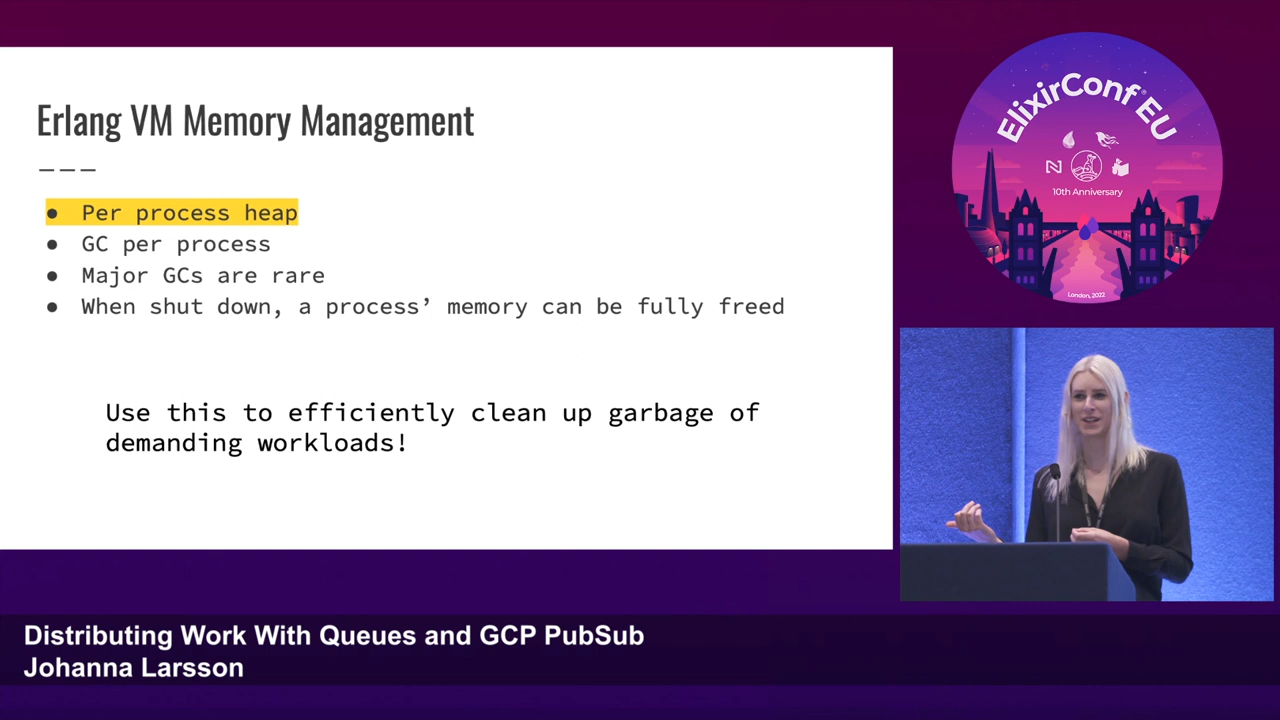 Erlang VM Memory Management
● Per process heap
● GC per process
● Major GCs are rare
● When shut down, a process’ memory can be fully freed
Use this to efficiently clean up garbage of
demanding workloads!
ElixirConf® EU
10th Anniversary
London, 2022
Distributing Work With Queues and GCP PubSub
Johanna Larsson